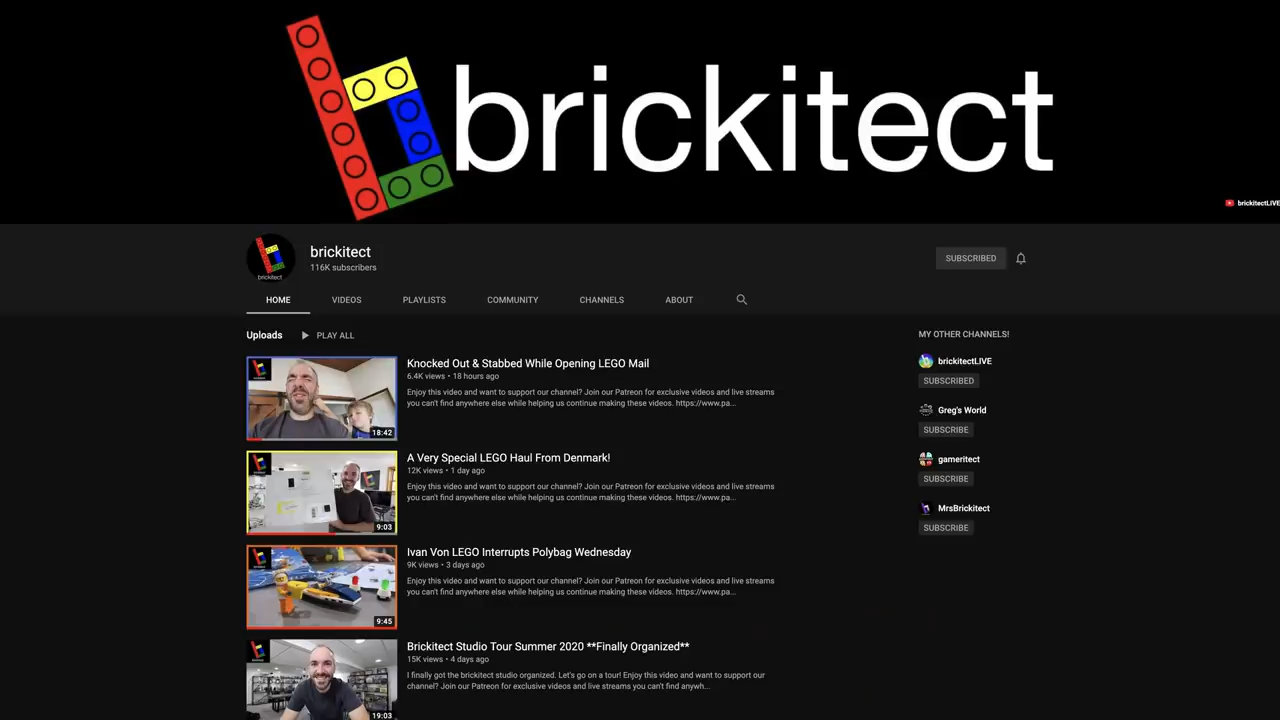 brickitect
brickitectLIVE
brickitect
brickitect
116K subscribers
SUBSCRIBED
HOME
VIDEOS
PLAYLISTS
COMMUNITY
CHANNELS
ABOUT
Uploads
PLAY ALL
18:42
Knocked Out & Stabbed While Opening LEGO Mail
6.4K views • 18 hours ago
Enjoy this video and want to support our channel? Join our Patreon for exclusive videos and live streams
you can't find anywhere else while helping us continue making these videos. https://www.pa...
9:03
A Very Special LEGO Haul From Denmark!
12K views • 1 day ago
Enjoy this video and want to support our channel? Join our Patreon for exclusive videos and live streams
you can't find anywhere else while helping us continue making these videos. https://www.pa...
9:45
Ivan Von LEGO Interrupts Polybag Wednesday
9K views • 3 days ago
Enjoy this video and want to support our channel? Join our Patreon for exclusive videos and live streams
you can't find anywhere else while helping us continue making these videos. https://www.pa...
19:03
Brickitect Studio Tour Summer 2020 **Finally Organized**
15K views • 4 days ago
I finally got the brickitect studio organized. Let's go on a tour! Enjoy this video and want to support our
channel? Join our Patreon for exclusive videos and live streams you can't find anywh...
MY OTHER CHANNELS!
brickitectLIVE
SUBSCRIBED
Greg's World
SUBSCRIBE
gameritect
SUBSCRIBE
MrsBrickitect
SUBSCRIBE